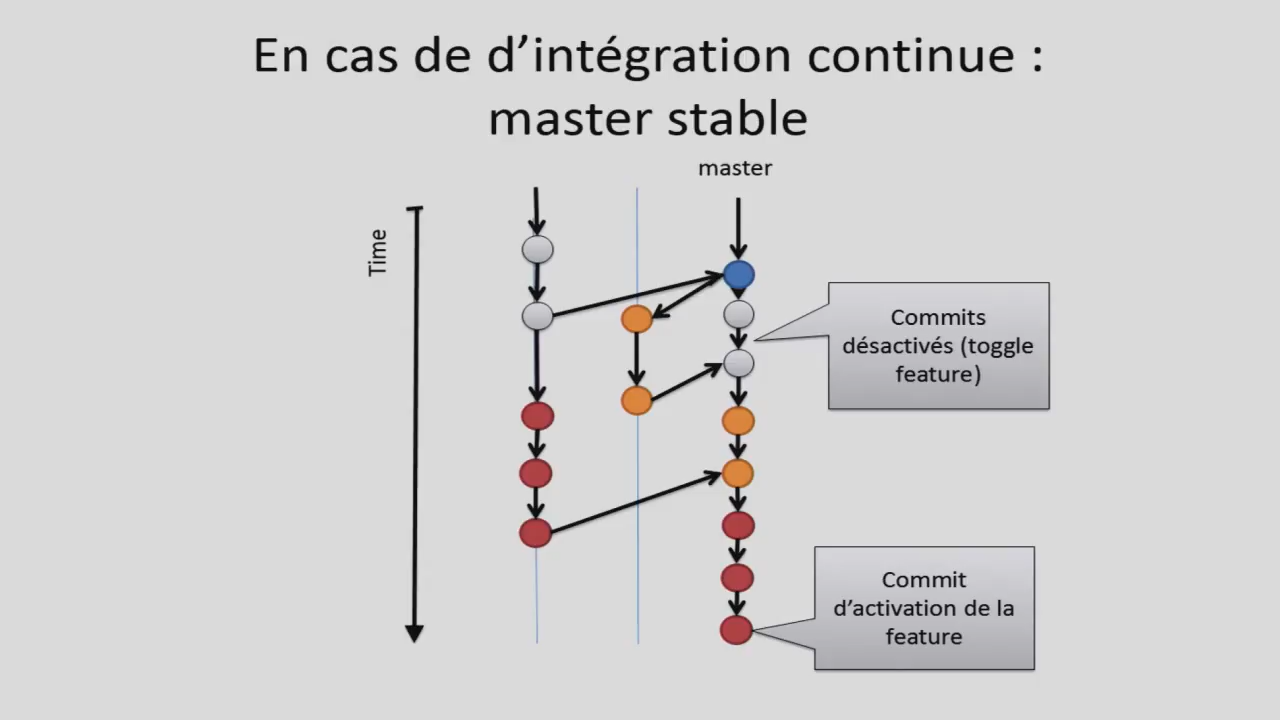 En cas de d’intégration continue :
master stable
master
Time
Commits
désactivés (toggle
feature)
Commit
d’activation de la
feature